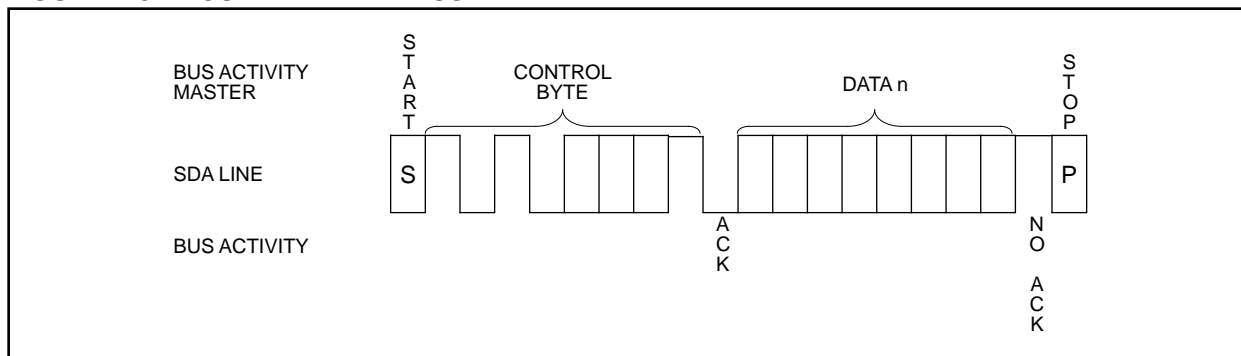 BUS ACTIVITY
MASTER
START
CONTROL
BYTE
DATA n
STOP
SDA LINE
S
P
BUS ACTIVITY
ACK
NO ACK